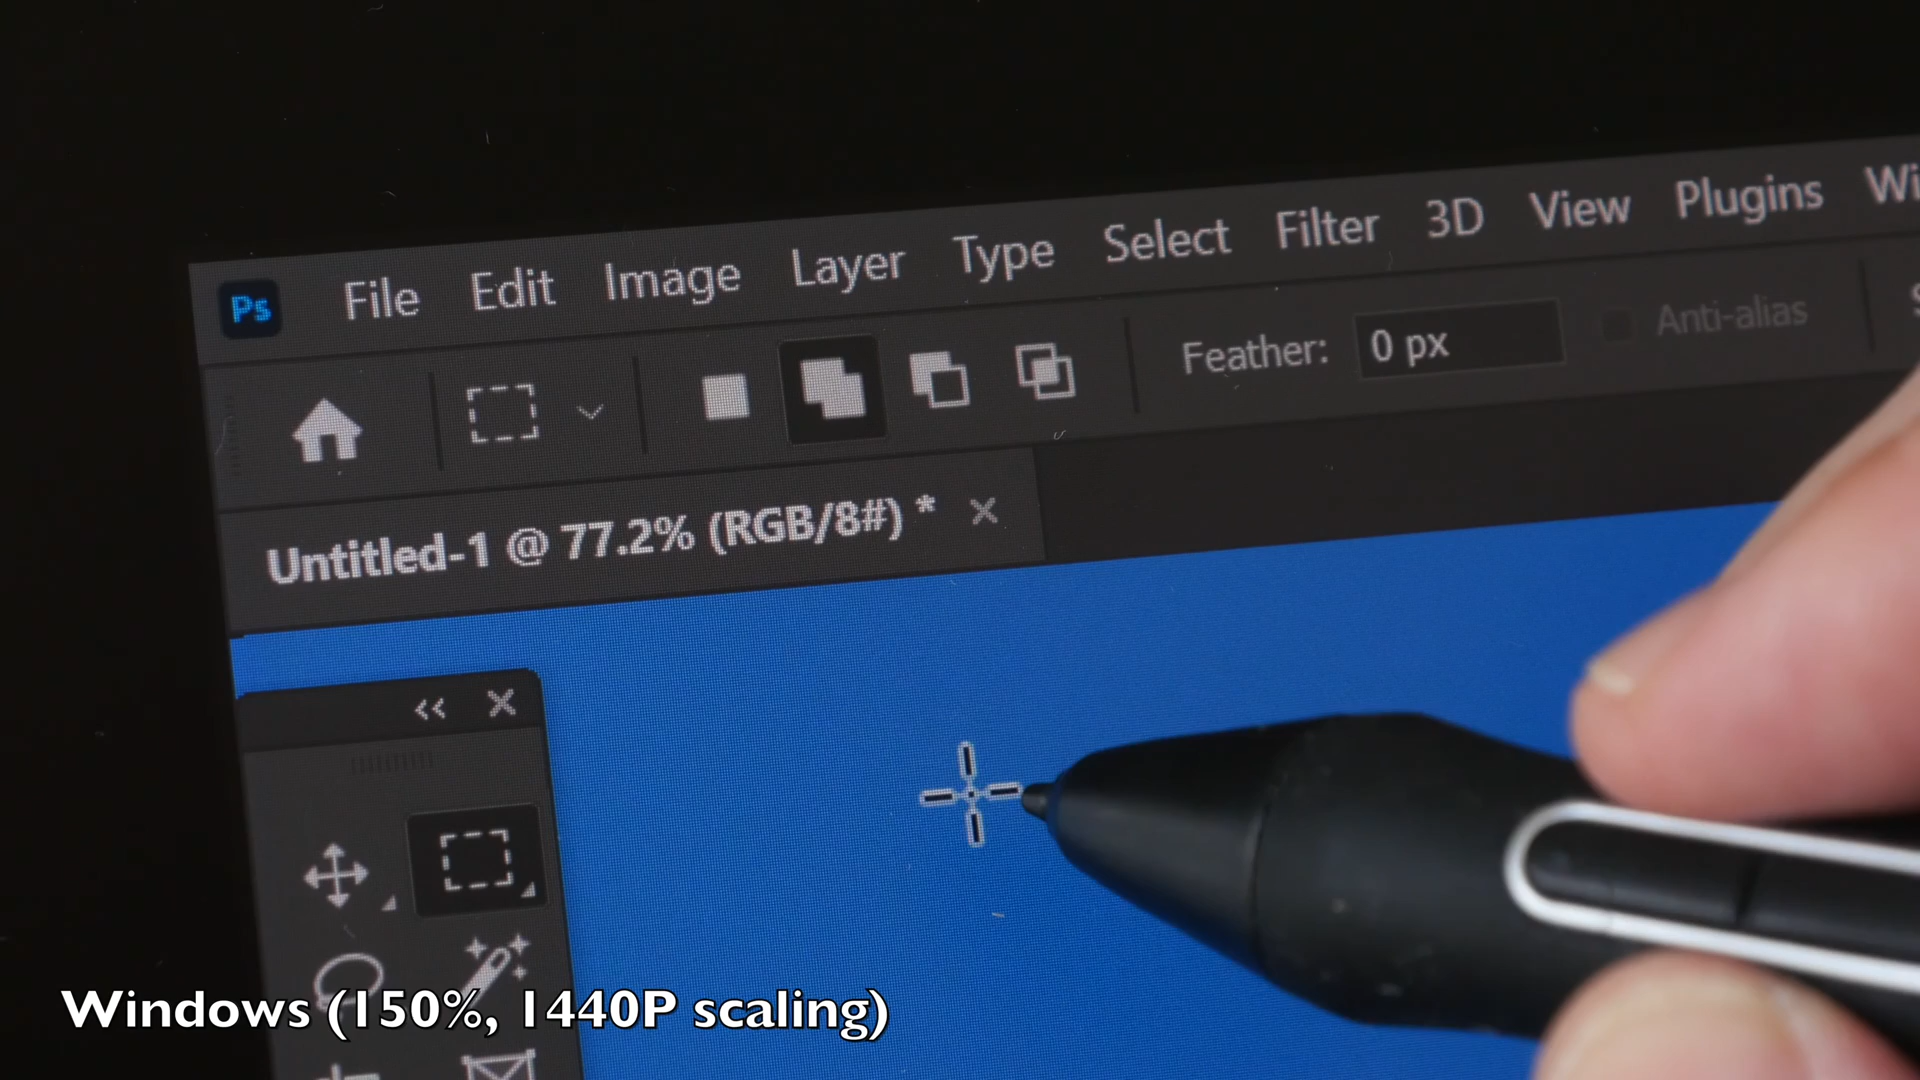 Ps File Edit Image Layer Type Select Filter 3D View Plugins
Feather: 0 px Anti-alias
Untitled-1 @ 77.2% (RGB/8#) *
Windows (150%, 1440P scaling)